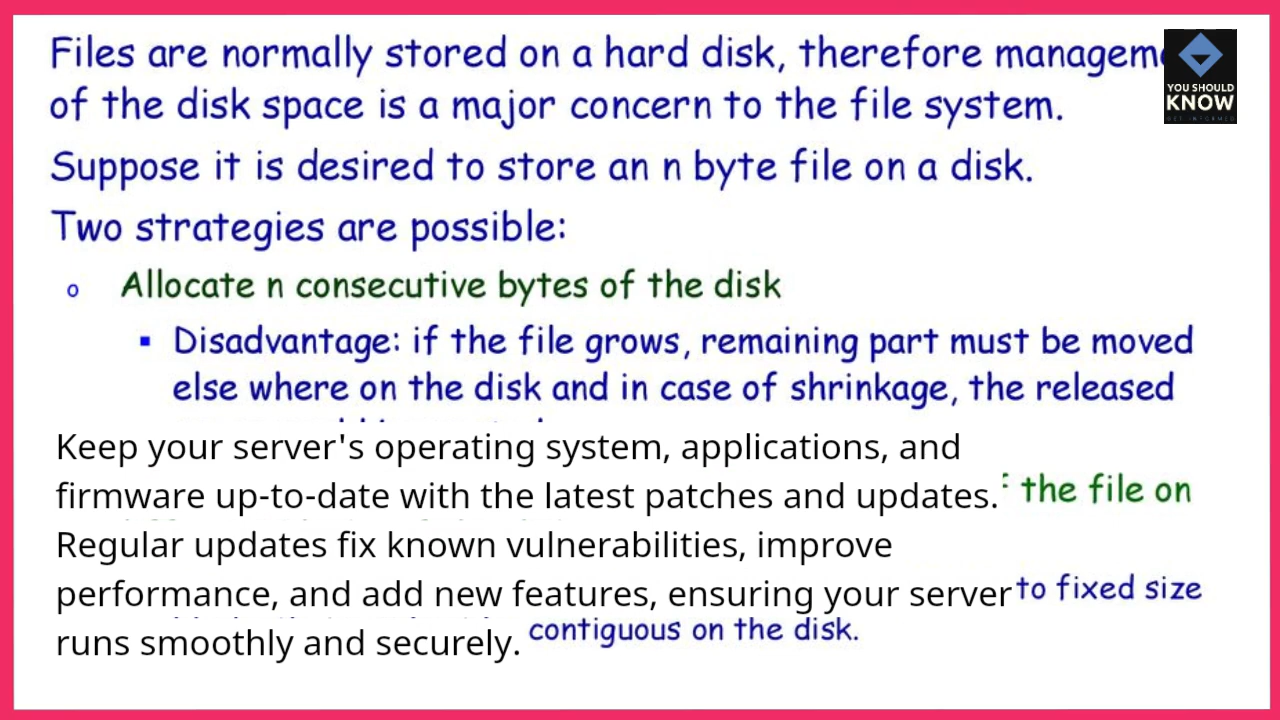 Files are normally stored on a hard disk, therefore
of the disk space is a major concern to the file system.
YOU SHOULD
KNOW
GET INFORMED
Suppose it is desired to store an n byte file on a disk.
Two strategies are possible:
o Allocate n consecutive bytes of the disk
▪ Disadvantage: if the file grows, remaining part must be moved
else where on the disk and in case of shrinkage, the released
Keep your server's operating system, applications, and
firmware up-to-date with the latest patches and updates.
the file on
Regular updates fix known vulnerabilities, improve
performance, and add new features, ensuring your server
to fixed size
runs smoothly and securely.
contiguous on the disk.